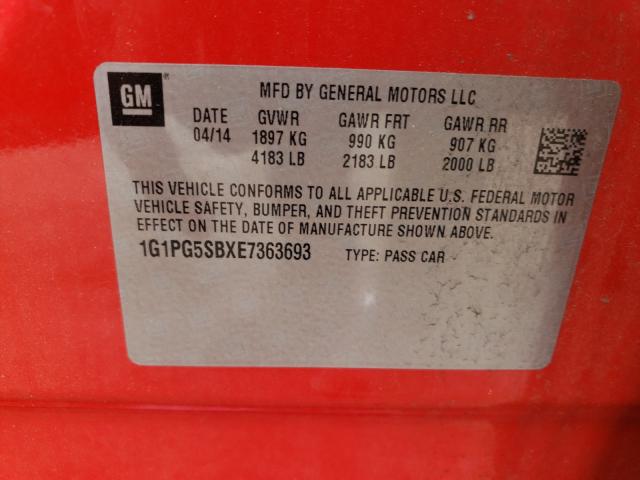 GM ®
MFD BY GENERAL MOTORS LLC
DATE GVWR GAWR FRT GAWR RR
04/14 1897 KG 990 KG 907 KG
4183 LB 2183 LB 2000 LB
THIS VEHICLE CONFORMS TO ALL APPLICABLE U.S. FEDERAL MOTOR
VEHICLE SAFETY, BUMPER, AND THEFT PREVENTION STANDARDS IN
EFFECT ON THE DATE OF MANUFACTURE SHOWN ABOVE.
1G1PG5SBXE7363693 TYPE: PASS CAR